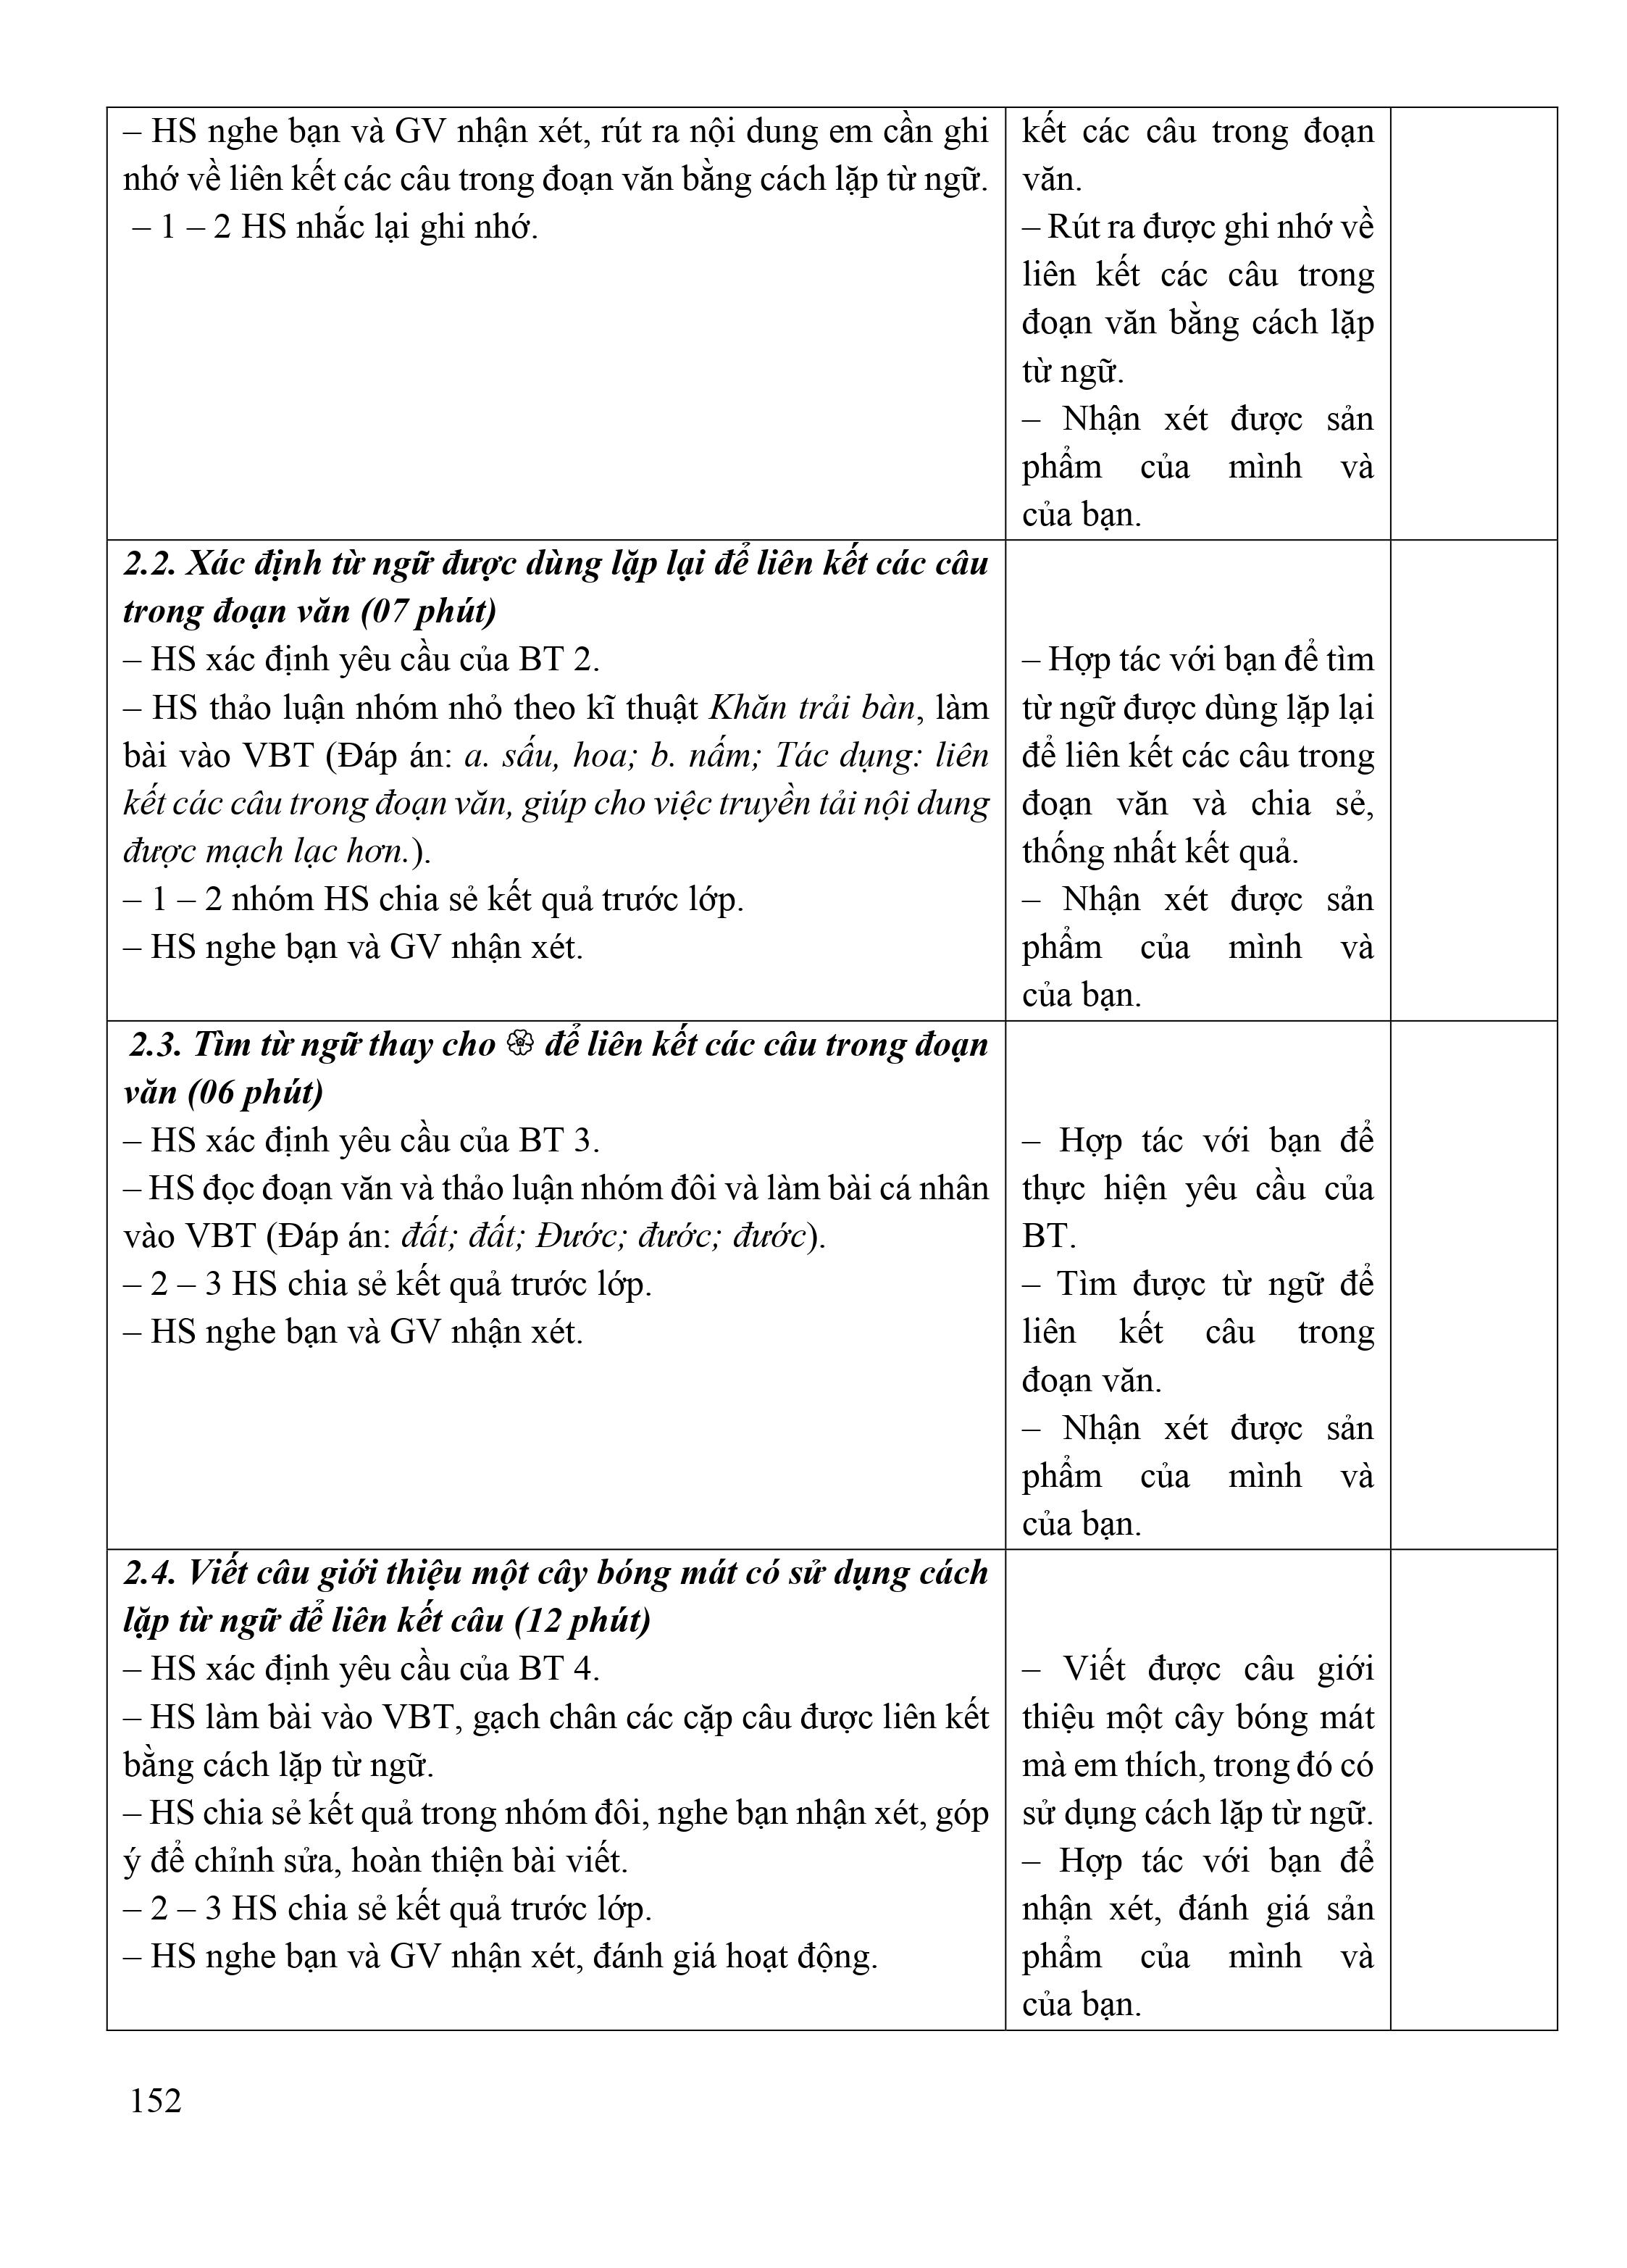 – HS nghe bạn và GV nhận xét, rút ra nội dung em cần ghi
nhớ về liên kết các câu trong đoạn văn bằng cách lặp từ ngữ.
– 1 – 2 HS nhắc lại ghi nhớ.
kết các câu trong đoạn
văn.
– Rút ra được ghi nhớ về
liên kết các câu trong
đoạn văn bằng cách lặp
từ ngữ.
– Nhận xét được sản
phẩm của mình và
của bạn.
2.2. Xác định từ ngữ được dùng lặp lại để liên kết các câu
trong đoạn văn (07 phút)
– HS xác định yêu cầu của BT 2.
– HS thảo luận nhóm nhỏ theo kĩ thuật Khăn trải bàn, làm
bài vào VBT (Đáp án: a. sấu, hoa; b. nấm; Tác dụng: liên
kết các câu trong đoạn văn, giúp cho việc truyền tải nội dung
được mạch lạc hơn.).
– 1 – 2 nhóm HS chia sẻ kết quả trước lớp.
– HS nghe bạn và GV nhận xét.
– Hợp tác với bạn để tìm
từ ngữ được dùng lặp lại
để liên kết các câu trong
đoạn văn và chia sẻ,
thống nhất kết quả.
– Nhận xét được sản
phẩm của mình và
của bạn.
2.3. Tìm từ ngữ thay cho để liên kết các câu trong đoạn
văn (06 phút)
– HS xác định yêu cầu của BT 3.
– HS đọc đoạn văn và thảo luận nhóm đôi và làm bài cá nhân
vào VBT (Đáp án: đất; đất; Đước; đước; đước).
– 2 – 3 HS chia sẻ kết quả trước lớp.
– HS nghe bạn và GV nhận xét.
– Hợp tác với bạn để
thực hiện yêu cầu của
BT.
– Tìm được từ ngữ để
liên kết câu trong
đoạn văn.
– Nhận xét được sản
phẩm của mình và
của bạn.
2.4. Viết câu giới thiệu một cây bóng mát có sử dụng cách
lặp từ ngữ để liên kết câu (12 phút)
– HS xác định yêu cầu của BT 4.
– HS làm bài vào VBT, gạch chân các cặp câu được liên kết
bằng cách lặp từ ngữ.
– HS chia sẻ kết quả trong nhóm đôi, nghe bạn nhận xét, góp
ý để chỉnh sửa, hoàn thiện bài viết.
– 2 – 3 HS chia sẻ kết quả trước lớp.
– HS nghe bạn và GV nhận xét, đánh giá hoạt động.
– Viết được câu giới
thiệu một cây bóng mát
mà em thích, trong đó có
sử dụng cách lặp từ ngữ.
– Hợp tác với bạn để
nhận xét, đánh giá sản
phẩm của mình và
của bạn.
152